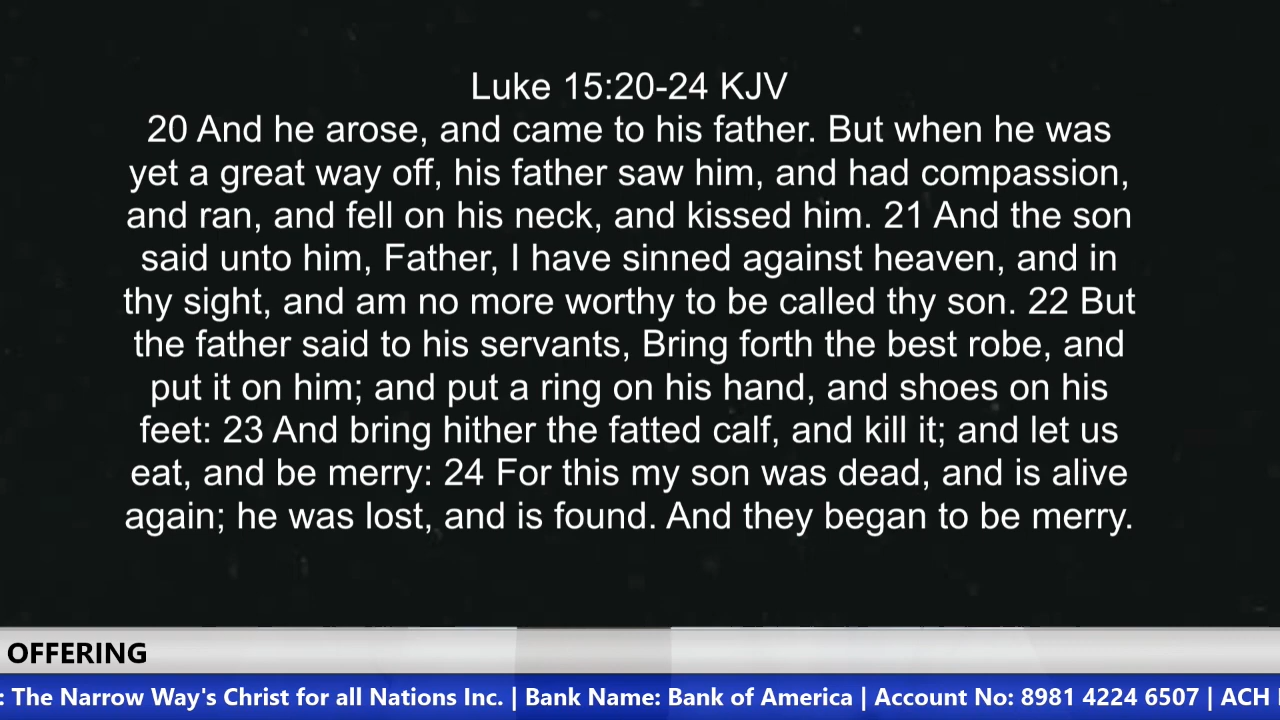 Luke 15:20-24 KJV
20 And he arose, and came to his father. But when he was
yet a great way off, his father saw him, and had compassion,
and ran, and fell on his neck, and kissed him. 21 And the son
said unto him, Father, I have sinned against heaven, and in
thy sight, and am no more worthy to be called thy son. 22 But
the father said to his servants, Bring forth the best robe, and
put it on him; and put a ring on his hand, and shoes on his
feet: 23 And bring hither the fatted calf, and kill it; and let us
eat, and be merry: 24 For this my son was dead, and is alive
again; he was lost, and is found. And they began to be merry.
OFFERING
: The Narrow Way's Christ for all Nations Inc. | Bank Name: Bank of America | Account No: 8981 4224 6507 | ACH